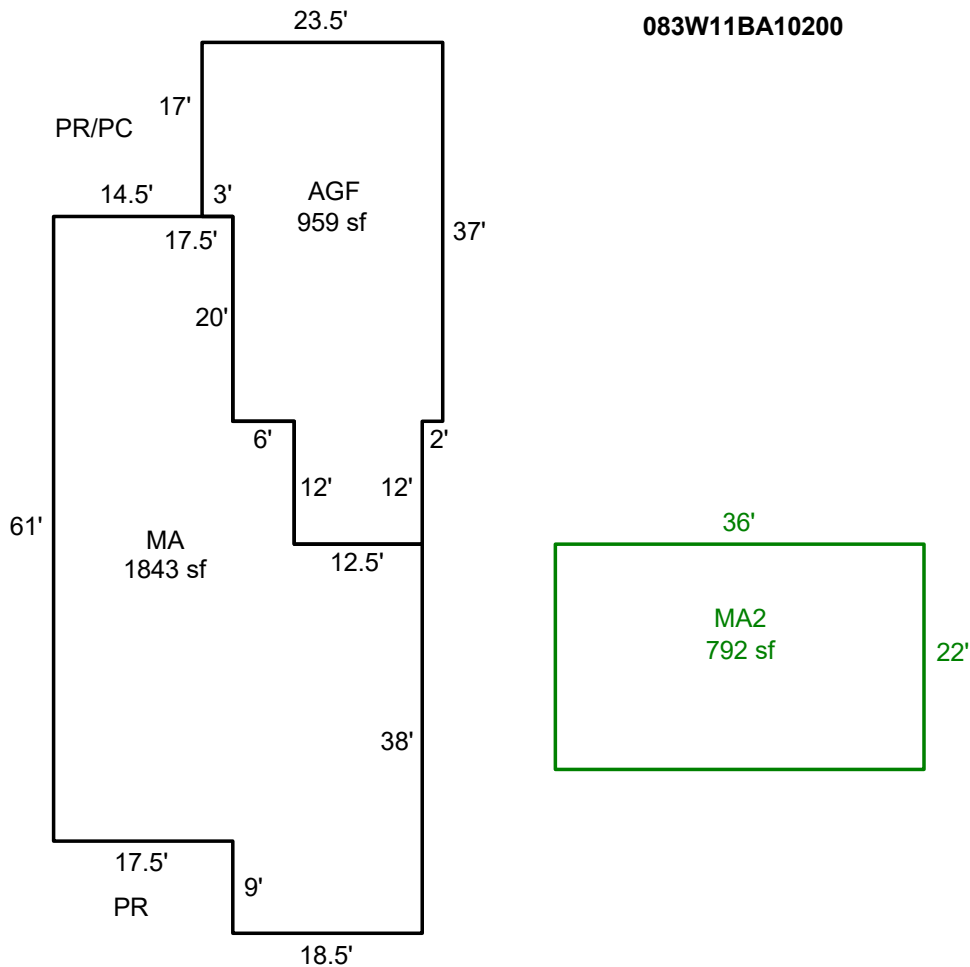 23.5'
083W11BA10200
17'
PR/PC
14.5'
3'
AGF
959 sf
17.5'
37'
20'
6'
2'
12'
12'
61'
MA
1843 sf
12.5'
36'
MA2
792 sf
22'
38'
17.5'
9'
PR
18.5'